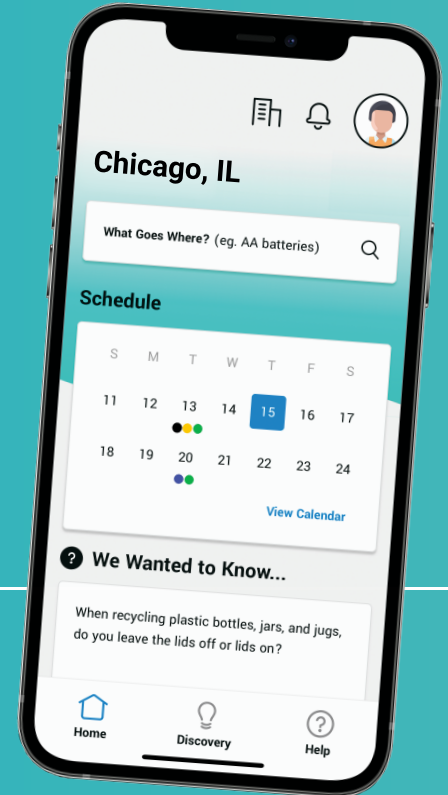 Chicago, IL
What Goes Where? (eg. AA batteries)
Schedule
S M T W T F S
11 12 13 14 15 16 17
18 19 20 21 22 23 24
View Calendar
? We Wanted to Know...
When recycling plastic bottles, jars, and jugs,
do you leave the lids off or lids on?
? 
Home Discovery Help